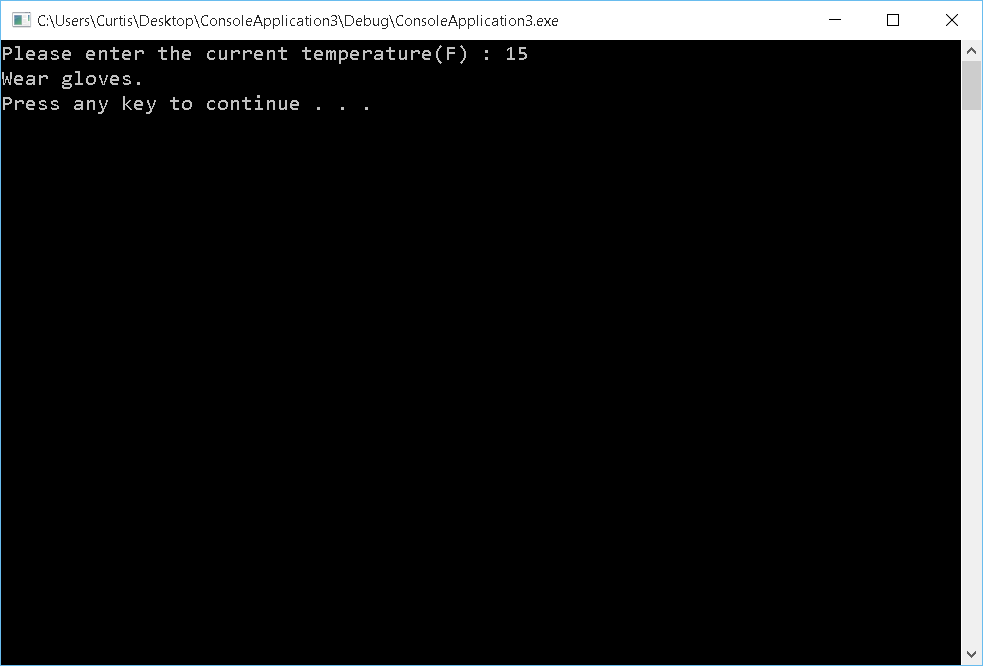 C:\Users\Curtis\Desktop\ConsoleApplication3\Debug\ConsoleApplication3.exe
Please enter the current temperature(F) : 15
Wear gloves.
Press any key to continue . . .